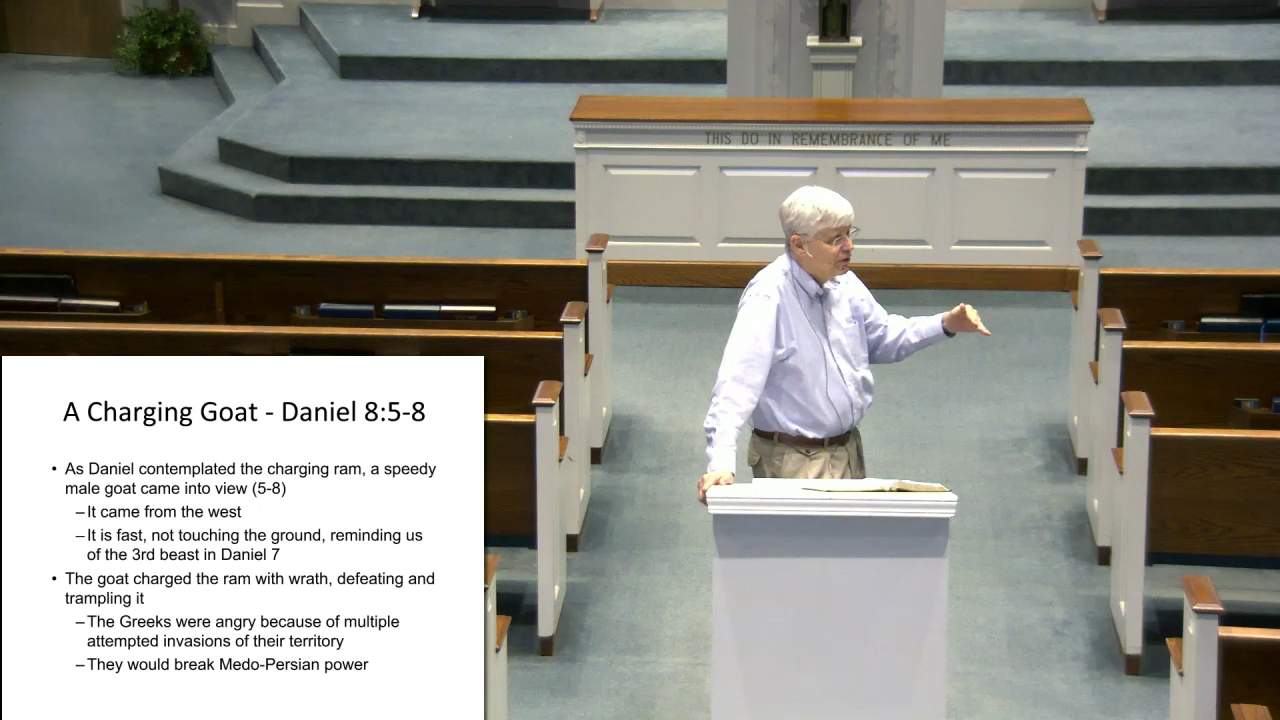 THIS DO IN REMEMBRANCE OF ME
A Charging Goat - Daniel 8:5-8
• As Daniel contemplated the charging ram, a speedy
male goat came into view (5-8)
–It came from the west
–It is fast, not touching the ground, reminding us
of the 3rd beast in Daniel 7
• The goat charged the ram with wrath, defeating and
trampling it
–The Greeks were angry because of multiple
attempted invasions of their territory
–They would break Medo-Persian power